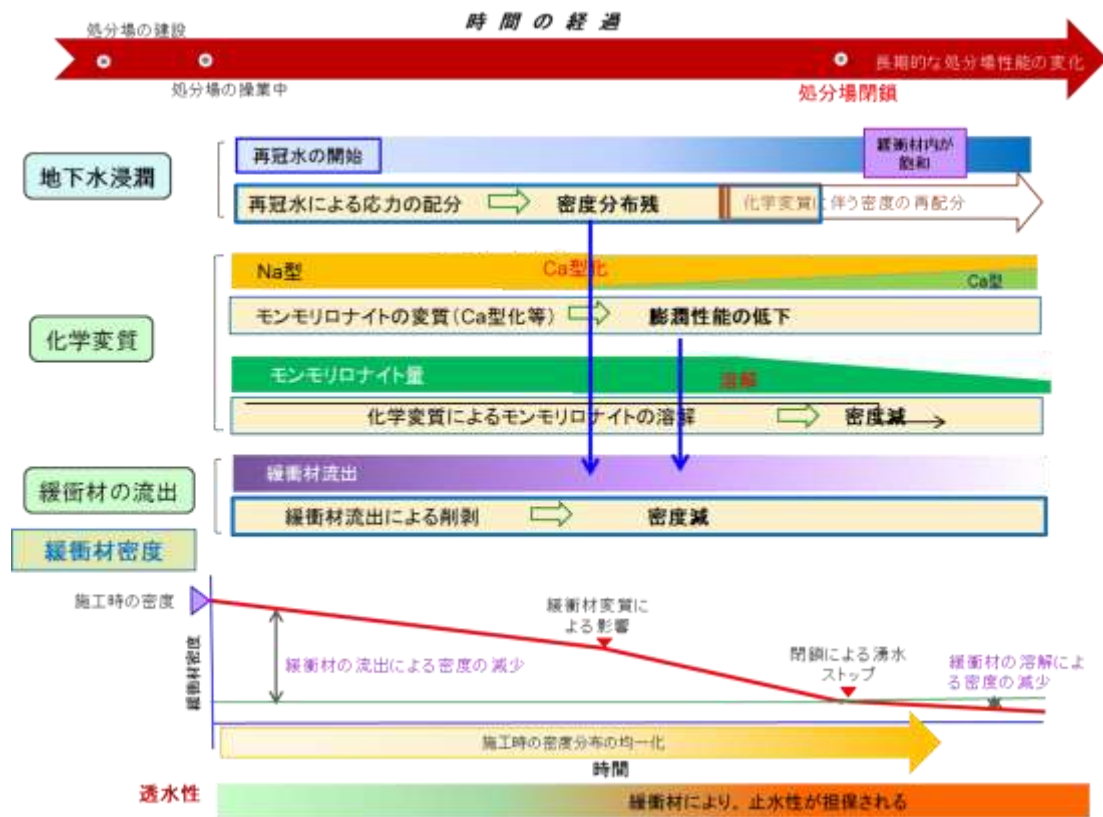 時間の経過
処分場の建設
処分場の操業中
長期的な処分場性能の変化
処分場閉鎖
地下水浸潤
再冠水の開始
緩衝材内が
飽和
再冠水による応力の配分
密度分布残
化学変質に伴う密度の再配分
化学変質
Na型
Ca型化
Ca型
モンモリロナイトの変質(Ca型化等)
膨潤性能の低下
モンモリロナイト量
溶解
化学変質によるモンモリロナイトの溶解
密度減
緩衝材の流出
緩衝材流出
緩衝材流出による削剥
密度減
緩衝材密度
施工時の密度
緩衝材密度
緩衝材の流出による密度の減少
緩衝材変質に
よる影響
閉鎖による湧水
ストップ
緩衝材の溶解によ
る密度の減少
施工時の密度分布の均一化
時間
透水性
緩衝材により、止水性が担保される